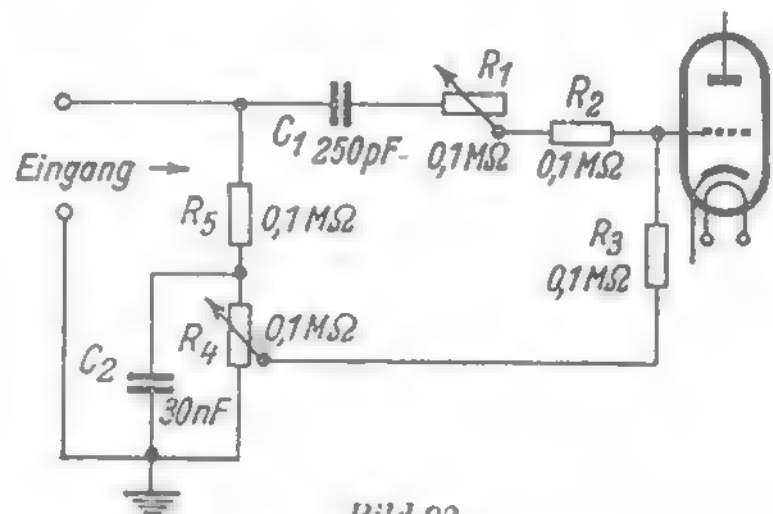 R1
R2
C1 250pF
0,1MΩ
0,1MΩ
Eingang
R5
0,1MΩ
R3
0,1MΩ
R4
0,1MΩ
C2
30nF